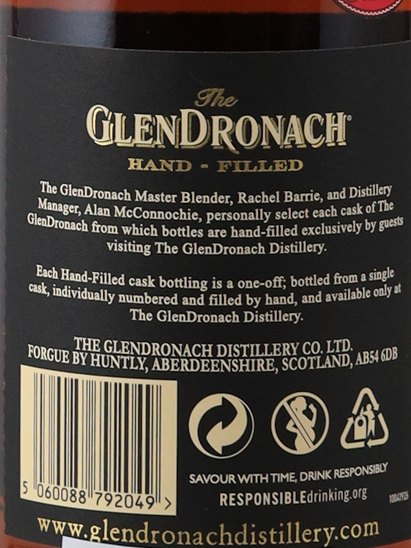 The
GLENDRONACH®
HAND - FILLED
The GlenDronach Master Blender, Rachel Barrie, and Distillery
Manager, Alan McConnochie, personally select each cask of The
GlenDronach from which bottles are hand-filled exclusively by guests
visiting The GlenDronach Distillery.
Each Hand-Filled cask bottling is a one-off; bottled from a single
cask, individually numbered and filled by hand, and available only at
The GlenDronach Distillery.
THE GLENDRONACH DISTILLERY CO. LTD.
FORGUE BY HUNTLY, ABERDEENSHIRE, SCOTLAND, AB54 6DB
5 060088 792049 >
SAVOUR WITH TIME, DRINK RESPONSIBLY
RESPONSIBLEdrinking.org
www.glendronachdistillery.com